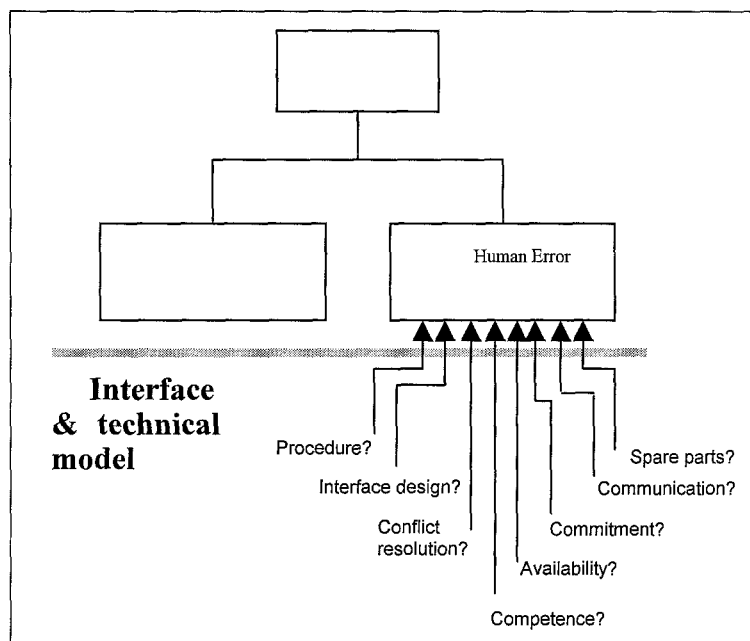 Human Error
Interface
& technical
model
Procedure?
Interface design?
Conflict
resolution?
Competence?
Availability?
Commitment?
Communication?
Spare parts?